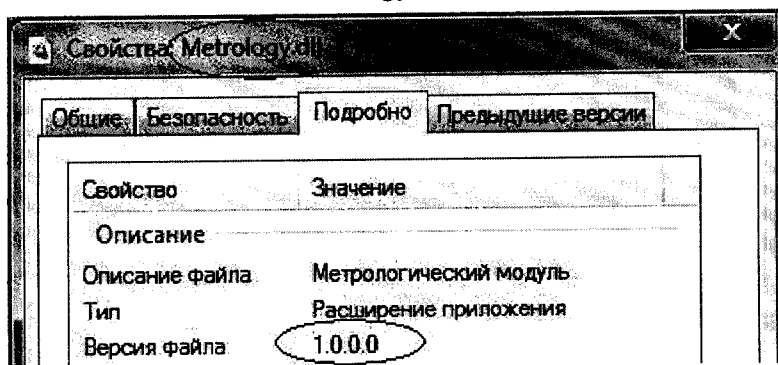 Свойства: Metrology.dll
Общие Безопасность Подробно Предыдущие версии
Свойство Значение
Описание
Описание файла Метрологический модуль
Тип Расширение приложения
Версия файла 1.0.0.0